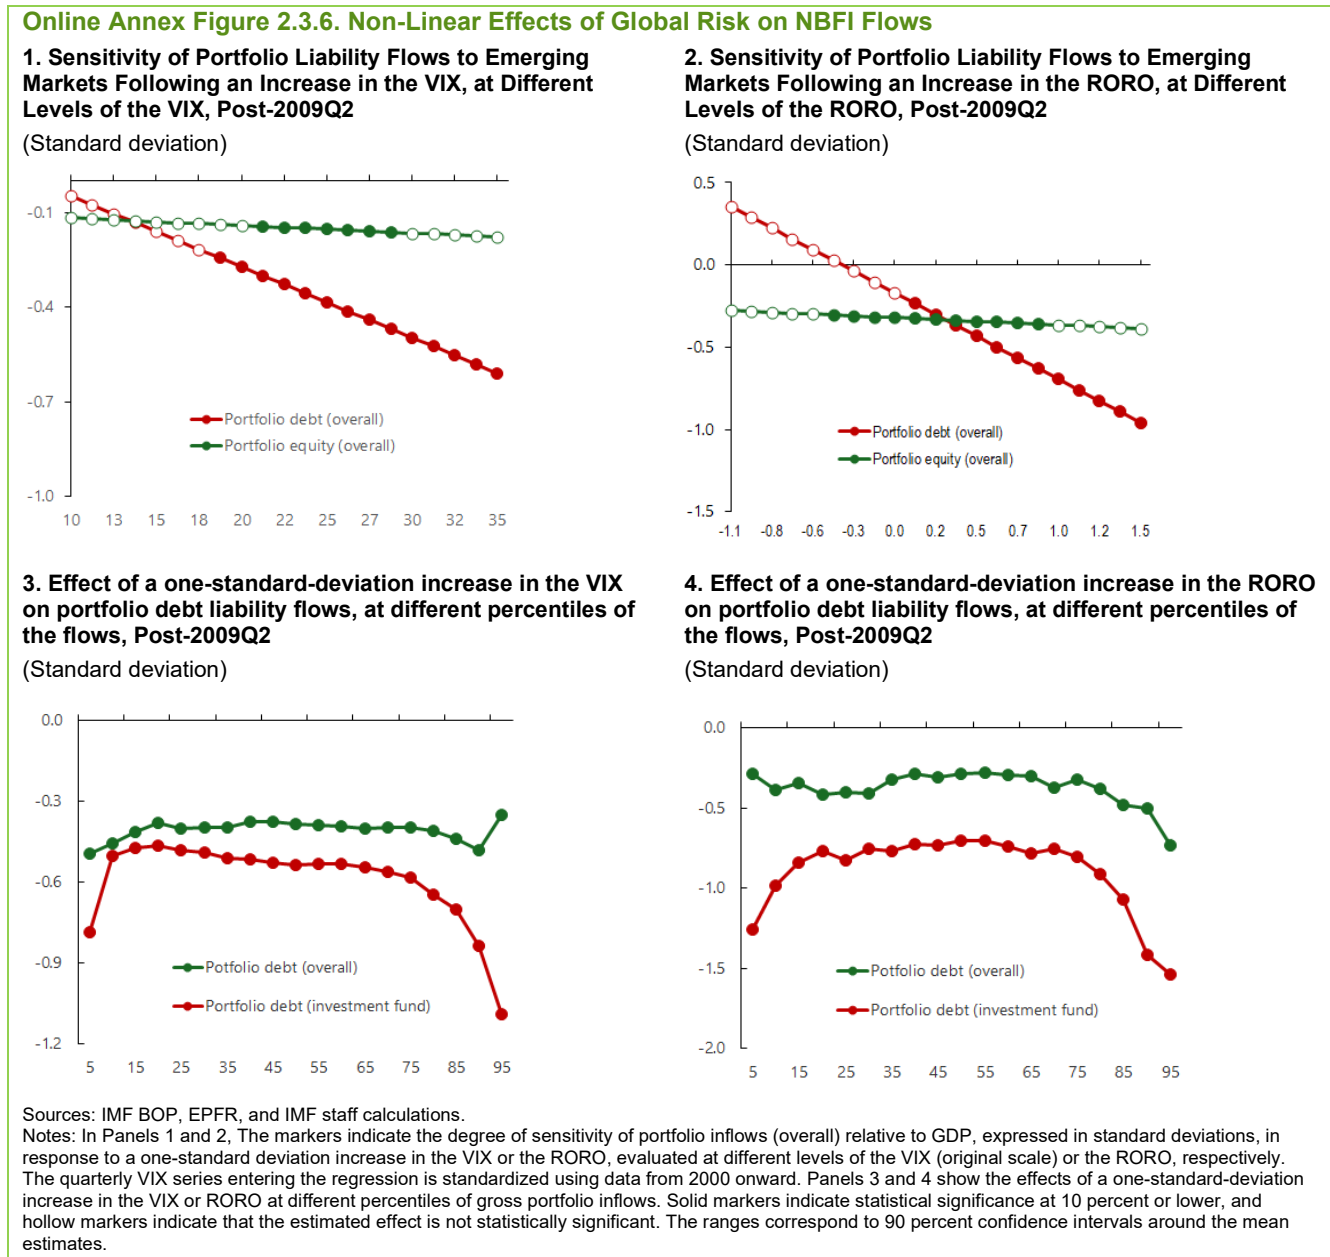 Online Annex Figure 2.3.6. Non-Linear Effects of Global Risk on NBFI Flows
1. Sensitivity of Portfolio Liability Flows to Emerging
Markets Following an Increase in the VIX, at Different
Levels of the VIX, Post-2009Q2
(Standard deviation)
-0.1
-0.4
-0.7
-1.0
Portfolio debt (overall)
Portfolio equity (overall)
10 13 15 18 20 22 25 27 30 32 35
2. Sensitivity of Portfolio Liability Flows to Emerging
Markets Following an Increase in the RORO, at Different
Levels of the RORO, Post-2009Q2
(Standard deviation)
0.5
0.0
-0.5
-1.0
-1.5
Portfolio debt (overall)
Portfolio equity (overall)
-1.1 -0.8 -0.6 -0.3 0.0 0.2 0.5 0.7 1.0 1.2 1.5
3. Effect of a one-standard-deviation increase in the VIX
on portfolio debt liability flows, at different percentiles of
the flows, Post-2009Q2
(Standard deviation)
0.0
-0.3
-0.6
-0.9
-1.2
Potfolio debt (overall)
Portfolio debt (investment fund)
5 15 25 35 45 55 65 75 85 95
4. Effect of a one-standard-deviation increase in the RORO
on portfolio debt liability flows, at different percentiles of
the flows, Post-2009Q2
(Standard deviation)
0.0
-0.5
-1.0
-1.5
-2.0
Potfolio debt (overall)
Portfolio debt (investment fund)
5 15 25 35 45 55 65 75 85 95
Sources: IMF BOP, EPFR, and IMF staff calculations.
Notes: In Panels 1 and 2, The markers indicate the degree of sensitivity of portfolio inflows (overall) relative to GDP, expressed in standard deviations, in
response to a one-standard deviation increase in the VIX or the RORO, evaluated at different levels of the VIX (original scale) or the RORO, respectively.
The quarterly VIX series entering the regression is standardized using data from 2000 onward. Panels 3 and 4 show the effects of a one-standard-deviation
increase in the VIX or RORO at different percentiles of gross portfolio inflows. Solid markers indicate statistical significance at 10 percent or lower, and
hollow markers indicate that the estimated effect is not statistically significant. The ranges correspond to 90 percent confidence intervals around the mean
estimates.